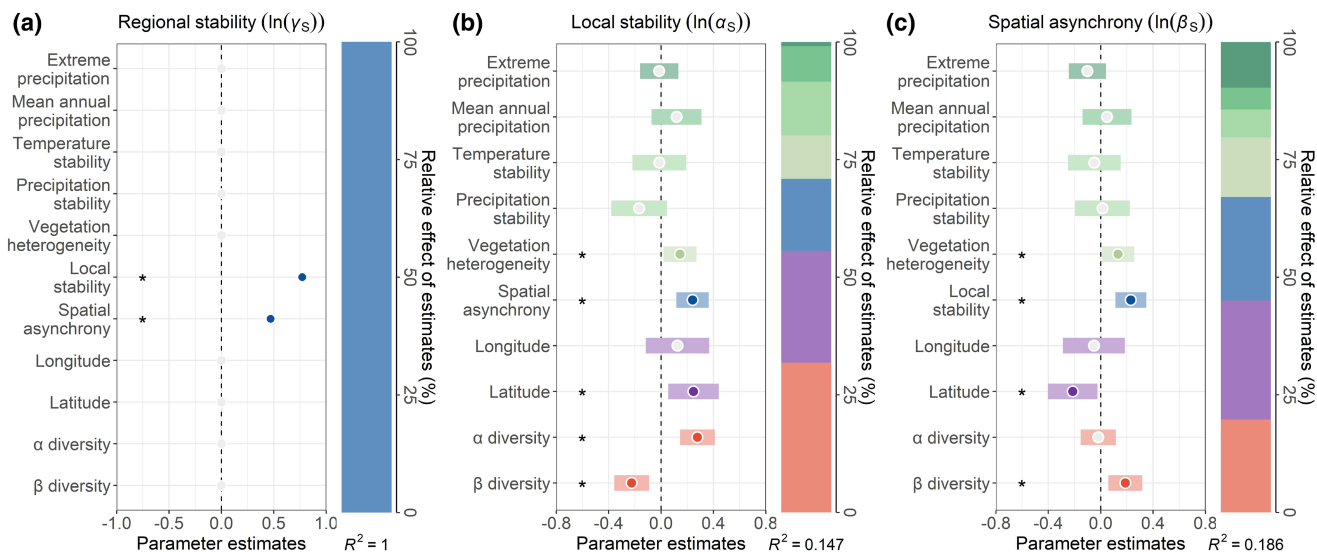 (a) Regional stability (ln(γS))
Extreme
precipitation
Mean annual
precipitation
Temperature
stability
Precipitation
stability
Vegetation
heterogeneity
Local
stability
*
Spatial
asynchrony
*
Longitude
Latitude
α diversity
β diversity
-1.0 -0.5 0.0 0.5 1.0
Parameter estimates
0 25 50 75 100
Relative effect of estimates (%)
R² = 1
(b) Local stability (ln(αS))
Extreme
precipitation
Mean annual
precipitation
Temperature
stability
Precipitation
stability
Vegetation
heterogeneity
*
Spatial
asynchrony
*
Longitude
Latitude
*
α diversity
*
β diversity
*
-0.8 -0.4 0.0 0.4 0.8
Parameter estimates
0 25 50 75 100
Relative effect of estimates (%)
R² = 0.147
(c) Spatial asynchrony (ln(βS))
Extreme
precipitation
Mean annual
precipitation
Temperature
stability
Precipitation
stability
Vegetation
heterogeneity
*
Local
stability
*
Longitude
Latitude
*
α diversity
β diversity
*
-0.8 -0.4 0.0 0.4 0.8
Parameter estimates
0 25 50 75 100
Relative effect of estimates (%)
R² = 0.186